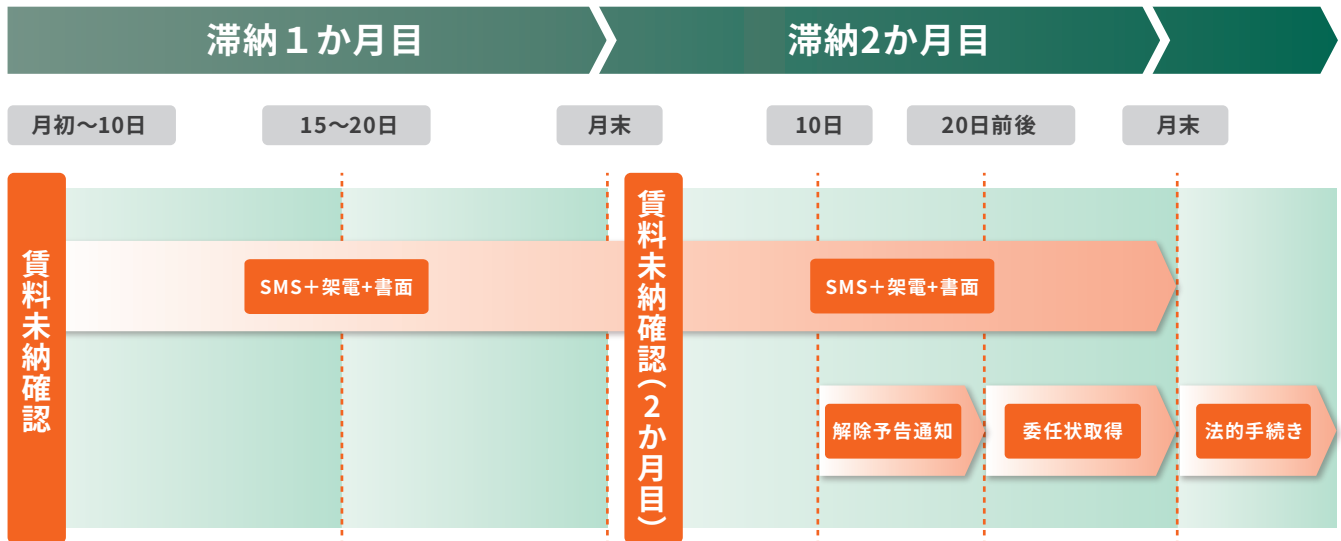 滞納１か月目
滞納2か月目
月初〜10日
15〜20日
月末
10日
20日前後
月末
賃料未納確認
SMS＋架電+書面
賃料未納確認（2か月目）
SMS＋架電+書面
解除予告通知
委任状取得
法的手続き